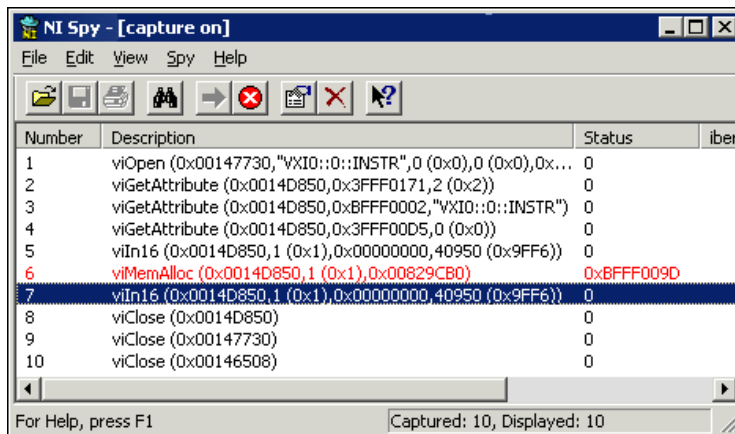 NI Spy - [capture on]
File Edit View Spy Help
Number Description Status iber
1 viOpen (0x00147730,"VXI0::0::INSTR",0 (0x0),0 (0x0),0x... 0
2 viGetAttribute (0x0014D850,0x3FFF0171,2 (0x2)) 0
3 viGetAttribute (0x0014D850,0xBFFF0002,"VXI0::0::INSTR") 0
4 viGetAttribute (0x0014D850,0x3FFF00D5,0 (0x0)) 0
5 viIn16 (0x0014D850,1 (0x1),0x00000000,40950 (0x9FF6)) 0
6 viMemAlloc (0x0014D850,1 (0x1),0x00829CB0) 0xBFFF009D
7 viIn16 (0x0014D850,1 (0x1),0x00000000,40950 (0x9FF6)) 0
8 viClose (0x0014D850) 0
9 viClose (0x00147730) 0
10 viClose (0x00146508) 0
For Help, press F1 Captured: 10, Displayed: 10